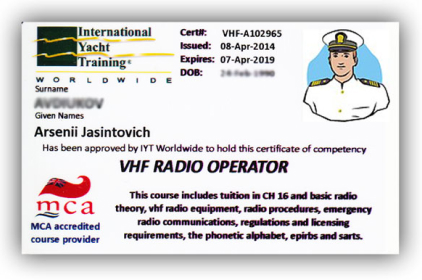 International
Yacht
Training
WORLDWIDE
Cert#: VHF-A102965
Issued: 08-Apr-2014
Expires: 07-Apr-2019
DOB:
Surname
Given Names
Arsenii Jasintovich
Has been approved by IYT Worldwide to hold this certificate of competency
VHF RADIO OPERATOR
mca
MCA accredited
course provider
This course includes tuition in CH 16 and basic radio
theory, vhf radio equipment, radio procedures, emergency
radio communications, regulations and licensing
requirements, the phonetic alphabet, epirbs and sarts.